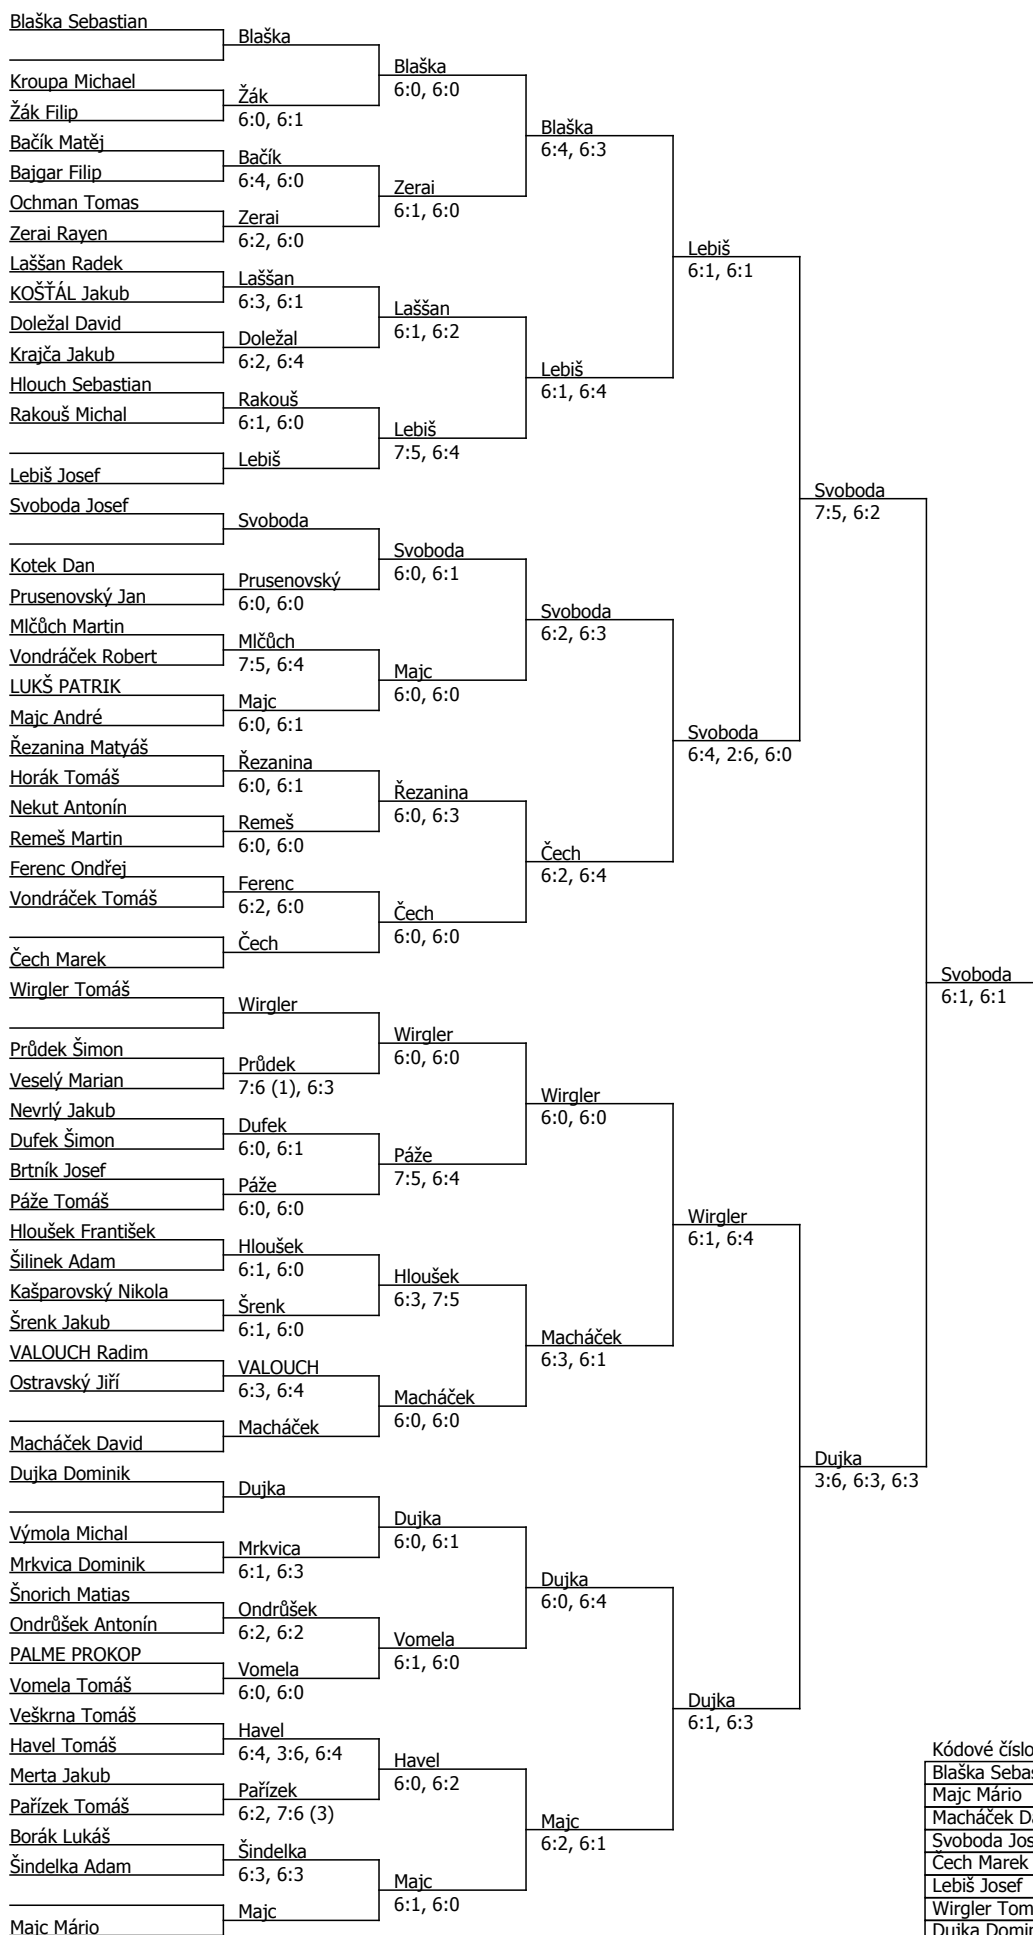 Blaška Sebastian
Kroupa Michael
Žák Filip
Bačík Matěj
Bajgar Filip
Ochman Tomas
Zerai Rayen
Laššan Radek
KOŠŤÁL Jakub
Doležal David
Krajča Jakub
Hlouch Sebastian
Rakouš Michal
Lebiš Josef
Svoboda Josef
Kotek Dan
Prusenovský Jan
Mlčůch Martin
Vondráček Robert
LUKŠ PATRIK
Majc André
Řezanina Matyáš
Horák Tomáš
Nekut Antonín
Remeš Martin
Ferenc Ondřej
Vondráček Tomáš
Čech Marek
Wirgler Tomáš
Průdek Šimon
Veselý Marian
Nevrlý Jakub
Dufek Šimon
Brtník Josef
Páže Tomáš
Hloušek František
Šilinek Adam
Kašparovský Nikola
Šrenk Jakub
VALOUCH Radim
Ostravský Jiří
Macháček David
Dujka Dominik
Výmola Michal
Mrkvica Dominik
Šnorich Matias
Ondrůšek Antonín
PALME PROKOP
Vomela Tomáš
Veškrna Tomáš
Havel Tomáš
Merta Jakub
Pařízek Tomáš
Borák Lukáš
Šindelka Adam
Majc Mário
Blaška
Žák
6:0, 6:1
Bačík
6:4, 6:0
Zerai
6:2, 6:0
Laššan
6:3, 6:1
Doležal
6:2, 6:4
Rakouš
6:1, 6:0
Lebiš
Svoboda
Prusenovský
6:0, 6:0
Mlčůch
7:5, 6:4
Majc
6:0, 6:1
Řezanina
6:0, 6:1
Remeš
6:0, 6:0
Ferenc
6:2, 6:0
Čech
Wirgler
Průdek
7:6 (1), 6:3
Dufek
6:0, 6:1
Páže
6:0, 6:0
Hloušek
6:1, 6:0
Šrenk
6:1, 6:0
VALOUCH
6:3, 6:4
Macháček
Dujka
Mrkvica
6:1, 6:3
Ondrůšek
6:2, 6:2
Vomela
6:0, 6:0
Havel
6:4, 3:6, 6:4
Pařízek
6:2, 7:6 (3)
Šindelka
6:3, 6:3
Majc
Blaška
6:0, 6:0
Zerai
6:1, 6:0
Laššan
6:1, 6:2
Lebiš
7:5, 6:4
Svoboda
6:0, 6:1
Majc
6:0, 6:0
Řezanina
6:0, 6:3
Čech
6:0, 6:0
Wirgler
6:0, 6:0
Páže
7:5, 6:4
Hloušek
6:3, 7:5
Macháček
6:0, 6:0
Dujka
6:0, 6:1
Vomela
6:1, 6:0
Havel
6:0, 6:2
Majc
6:1, 6:0
Blaška
6:4, 6:3
Lebiš
6:1, 6:4
Svoboda
6:2, 6:3
Čech
6:2, 6:4
Wirgler
6:0, 6:0
Macháček
6:3, 6:1
Dujka
6:0, 6:4
Majc
6:2, 6:1
Lebiš
6:1, 6:1
Svoboda
6:4, 2:6, 6:0
Wirgler
6:1, 6:4
Dujka
6:1, 6:3
Svoboda
7:5, 6:2
Dujka
3:6, 6:3, 6:3
Svoboda
6:1, 6:1
Kódové číslo
Blaška Sebas
Majc Mário
Macháček Da
Svoboda Jos
Čech Marek
Lebiš Josef
Wirgler Tom
Dujka Domin